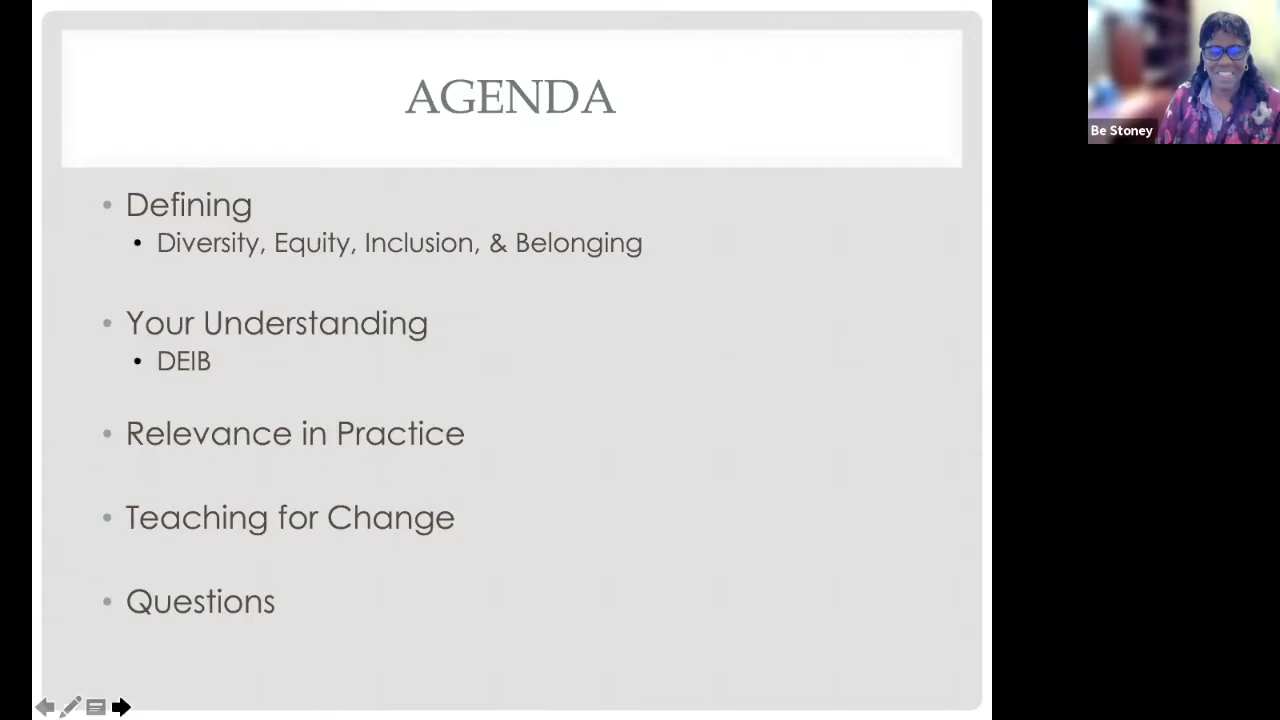 AGENDA
Defining
Diversity, Equity, Inclusion, & Belonging
Your Understanding
DEIB
Relevance in Practice
Teaching for Change
Questions
Be Stoney